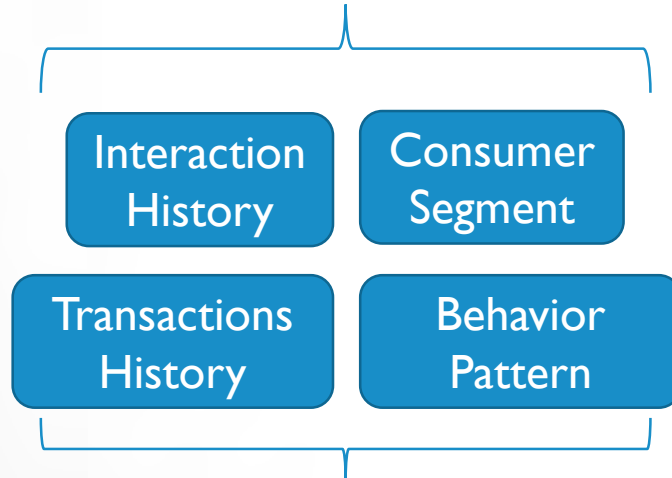 Interaction
History
Consumer
Segment
Transactions
History
Behavior
Pattern